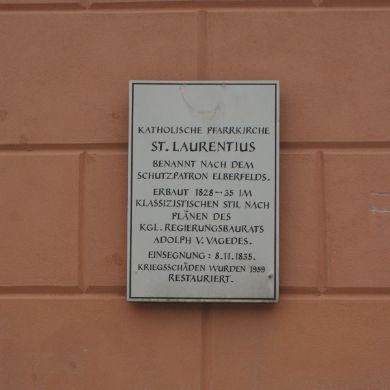 KATHOLISCHE PFARRKIRCHE
ST. LAURENTIUS
BENANNT NACH DEM
SCHUTZPATRON ELBERFELDS.
ERBAUT 1828-35 IM
KLASSIZISTISCHEN STIL NACH
PLÄNEN DES
KGL. REGIERUNGSBAURATS
ADOLPH V. VAGEDES.
EINSEGNUNG: 8.11.1835.
KRIEGSSCHÄDEN WURDEN 1959
RESTAURIERT.